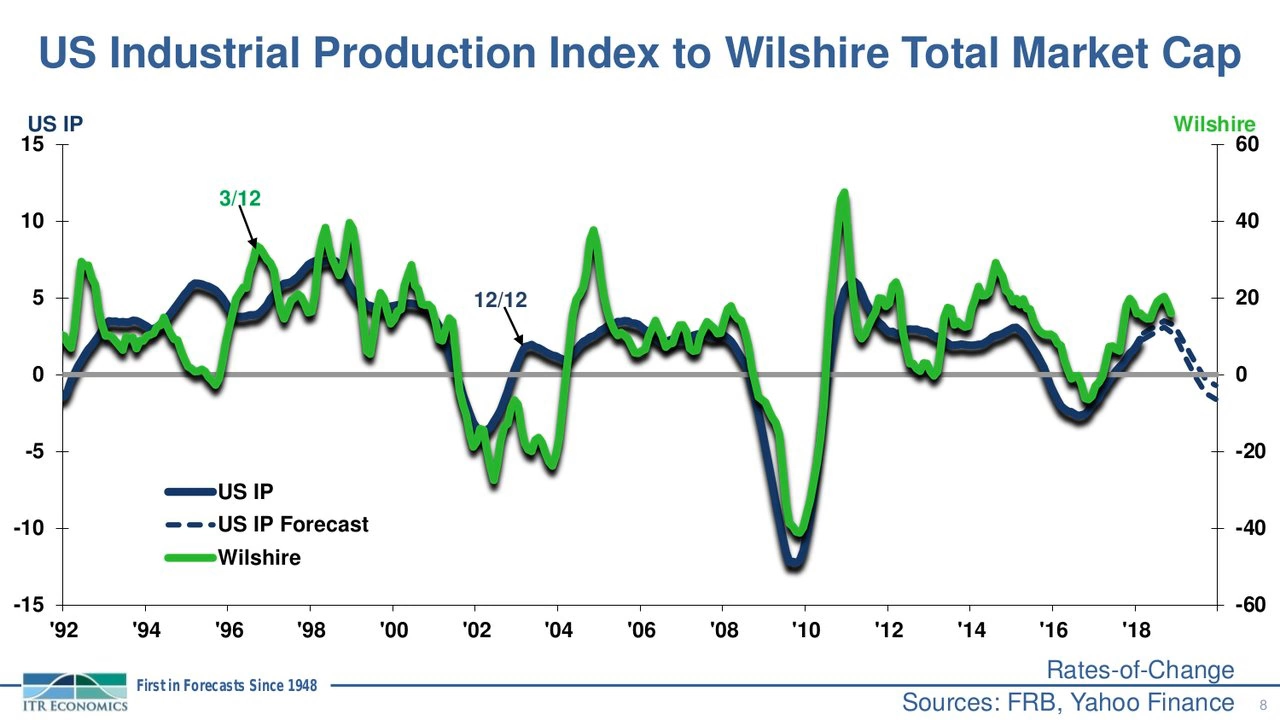 US Industrial Production Index to Wilshire Total Market Cap
US IP
Wilshire
15
60
3/12
10
40
5
20
12/12
0
0
-5
-20
US IP
US IP Forecast
-10
-40
Wilshire
-15
-60
'92 '94 '96 '98 '00 '02 '04 '06 '08 '10 '12 '14 '16 '18
Rates-of-Change
First in Forecasts Since 1948
ITR ECONOMICS
Sources: FRB, Yahoo Finance
8